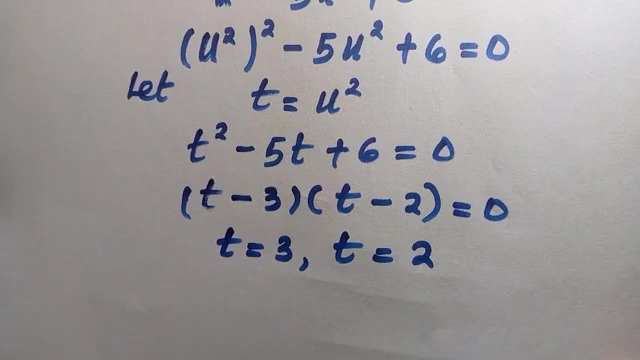 (u²)² - 5u² + 6 = 0
Let t = u²
t² - 5t + 6 = 0
(t - 3)(t - 2) = 0
t = 3, t = 2